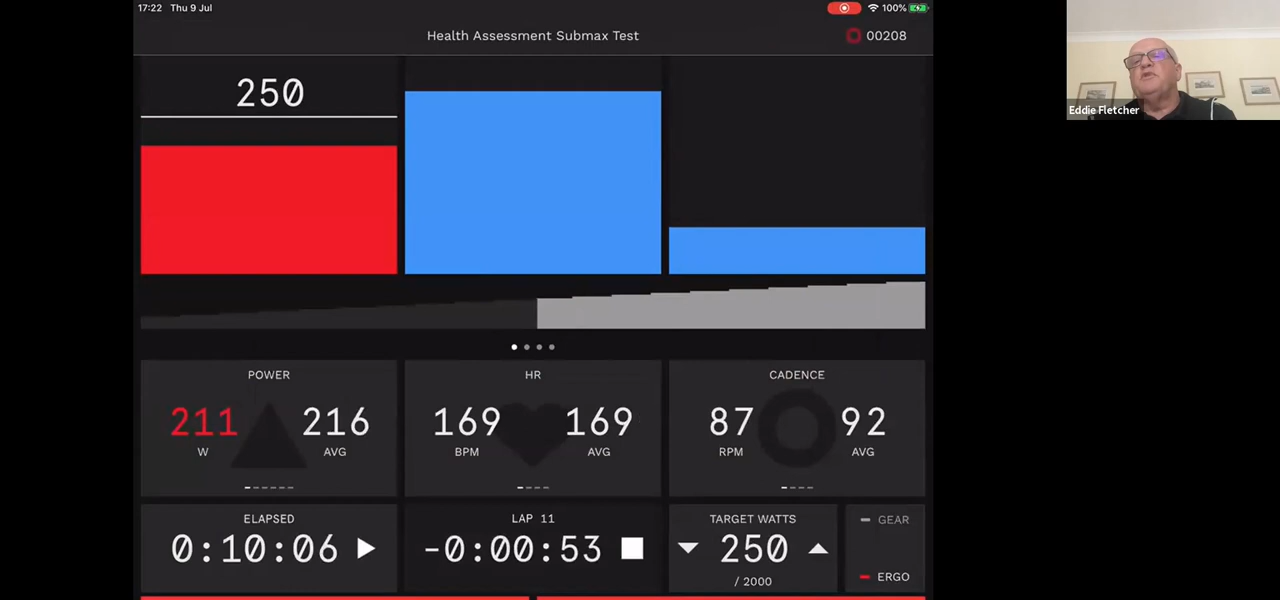 17:22 Thu 9 Jul
100%
Health Assessment Submax Test
00208
Eddie Fletcher
250
POWER
211
216
W
AVG
HR
169
169
BPM
AVG
CADENCE
87
92
RPM
AVG
ELAPSED
0:10:06
LAP 11
-0:00:53
TARGET WATTS
250
/ 2000
GEAR
ERGO